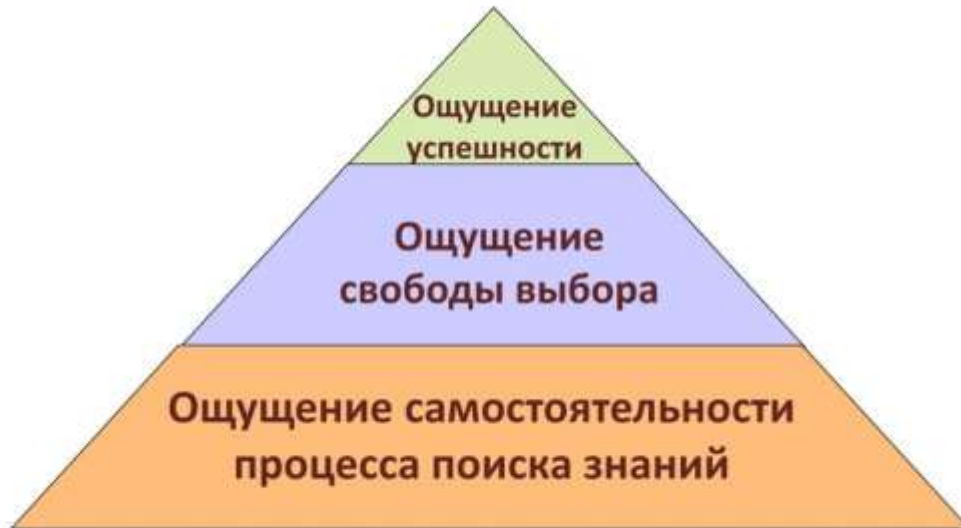 Ощущение
успешности
Ощущение
свободы выбора
Ощущение самостоятельности
процесса поиска знаний